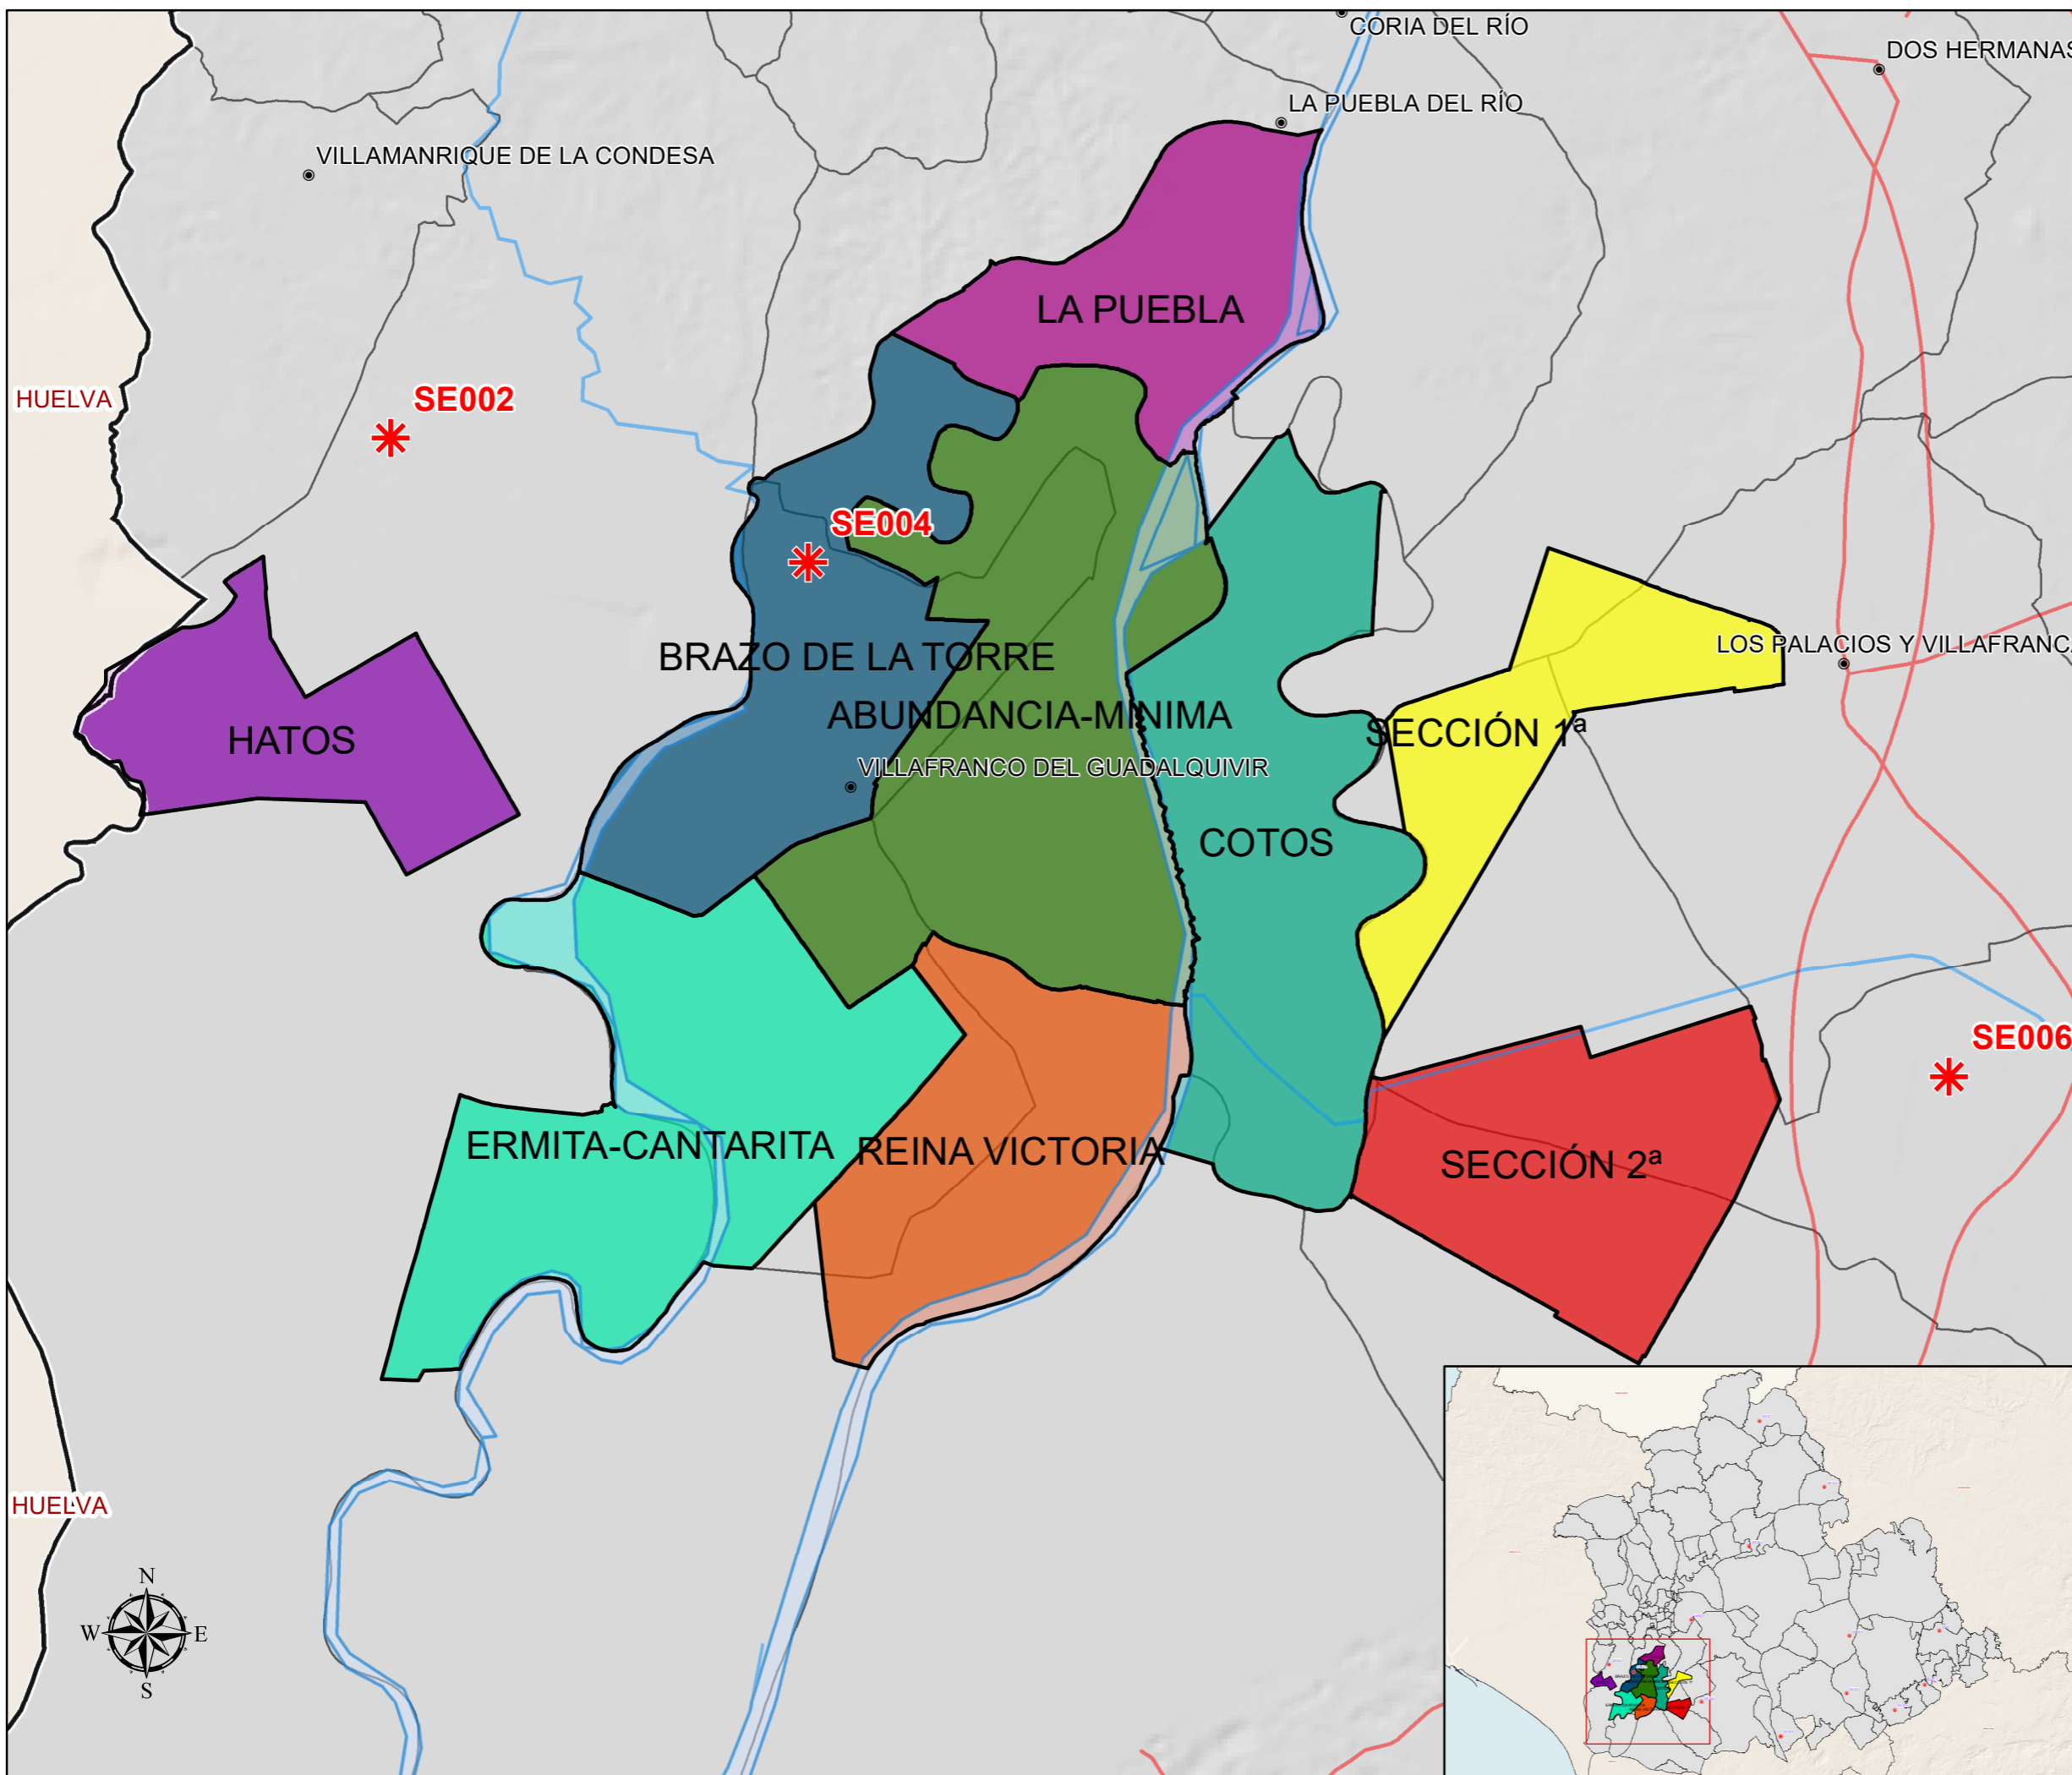 CORIA DEL RÍO
DOS HERMANAS
LA PUEBLA DEL RÍO
VILLAMANRIQUE DE LA CONDESA
LA PUEBLA
HUELVA
SE002
SE004
LOS PALACIOS Y VILLAFRANCA
BRAZO DE LA TORRE
ABUNDANCIA-MÍNIMA
SECCIÓN 1ª
HATOS
VILLAFRANCO DEL GUADALQUIVIR
COTOS
SE006
ERMITA-CANTARITA
REINA VICTORIA
SECCIÓN 2ª
HUELVA
N
W
E
S